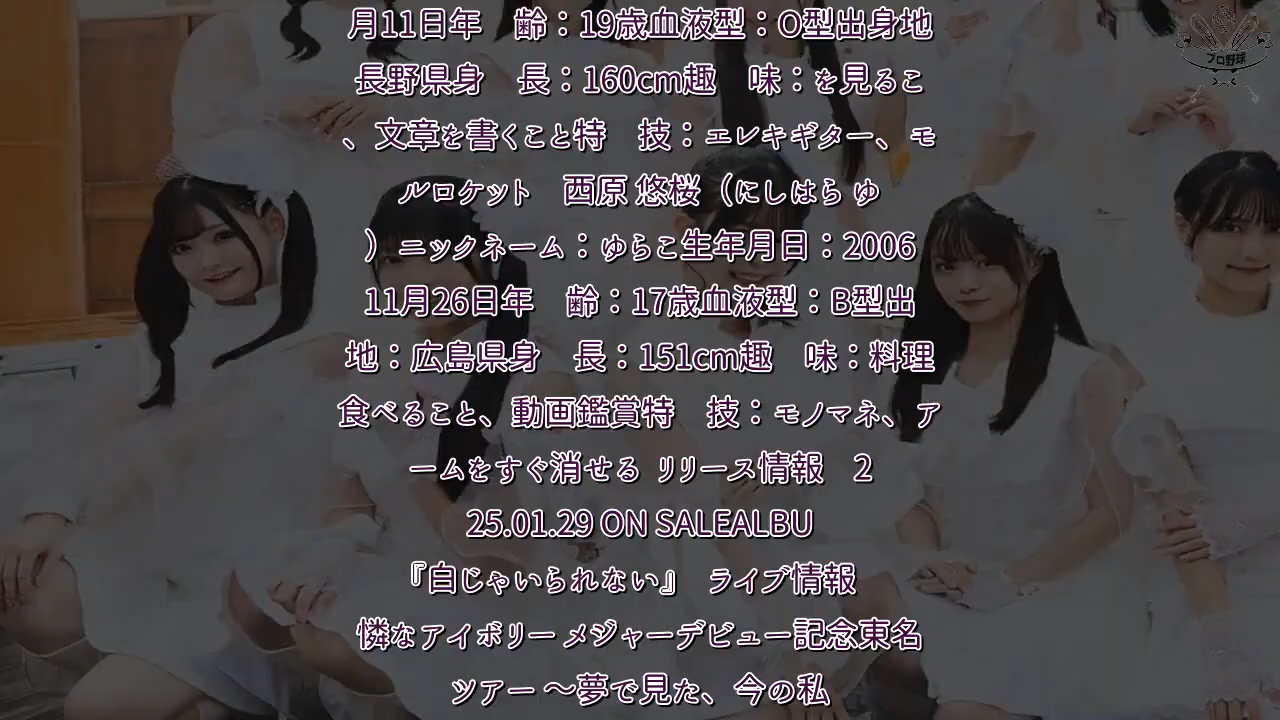 月11日年　齢：19歳血液型：O型出身地
長野県身　長：160cm趣　味：を見るこ
、文章を書くこと特　技：エレキギター、モ
ルロケット　西原 悠桜（にしはら ゆ
）ニックネーム：ゆらこ生年月日：2006
11月26日年　齢：17歳血液型：B型出
地：広島県身　長：151cm趣　味：料理
食べること、動画鑑賞特　技：モノマネ、ア
ームをすぐ消せる リリース情報　2
25.01.29 ON SALEALBU
『白じゃいられない』　ライブ情報
憐なアイボリー メジャーデビュー記念東名
ツアー ～夢で見た、今の私
プロ野球